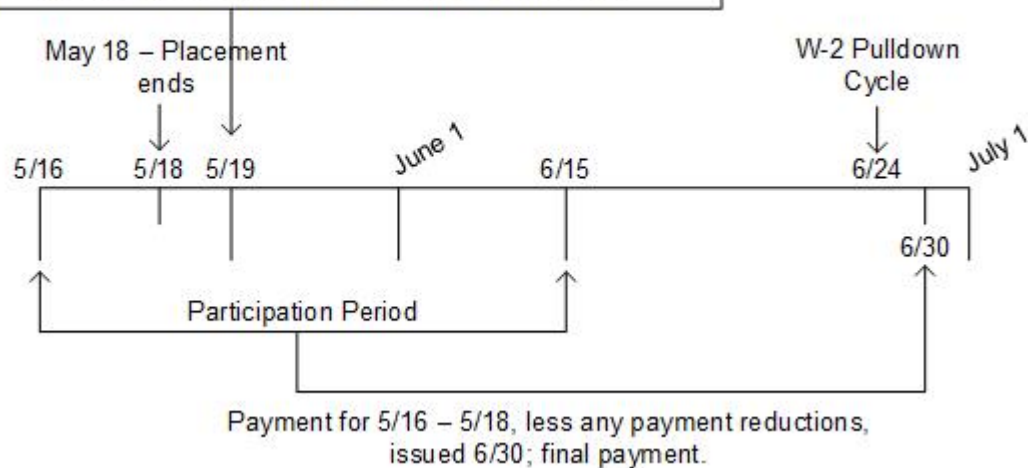 May 18 – Placement
ends
W-2 Pulldown
Cycle
5/16
5/18
5/19
June 1
6/15
6/24
July 1
6/30
Participation Period
Payment for 5/16 – 5/18, less any payment reductions,
issued 6/30; final payment.